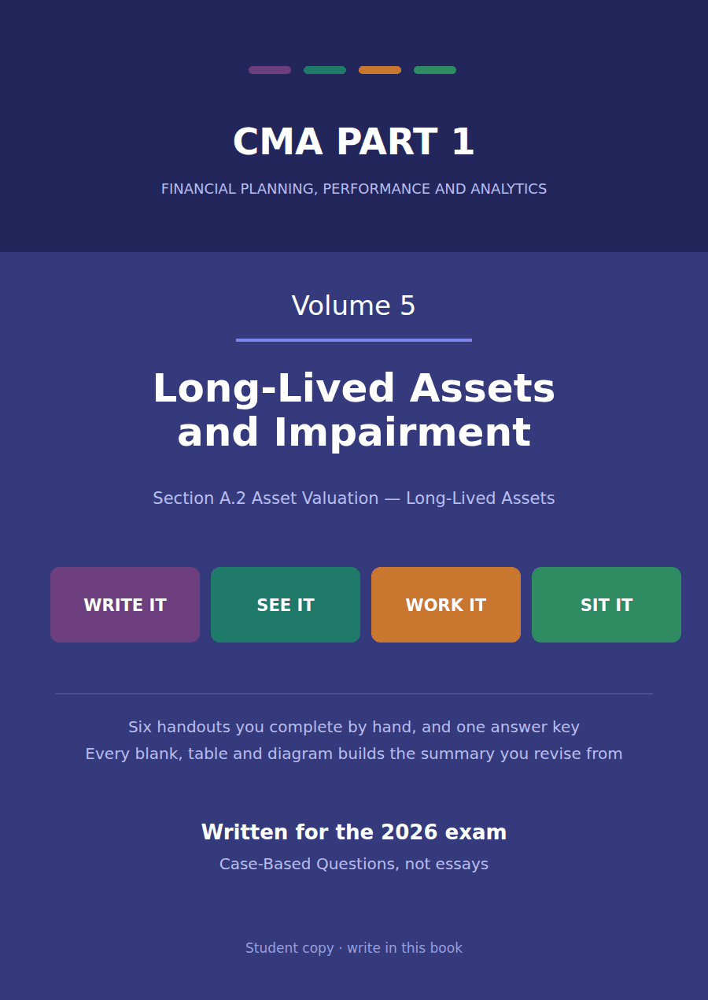 CMA PART 1
FINANCIAL PLANNING, PERFORMANCE AND ANALYTICS
Volume 5
Long-Lived Assets
and Impairment
Section A.2 Asset Valuation — Long-Lived Assets
WRITE IT
SEE IT
WORK IT
SIT IT
Six handouts you complete by hand, and one answer key
Every blank, table and diagram builds the summary you revise from
Written for the 2026 exam
Case-Based Questions, not essays
Student copy · write in this book